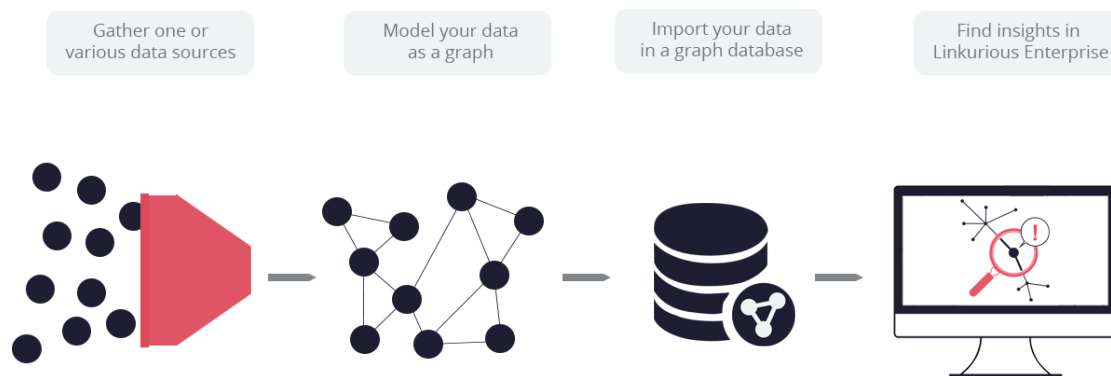 Gather one or
various data sources
Model your data
as a graph
Import your data
in a graph database
Find insights in
Linkurious Enterprise
!